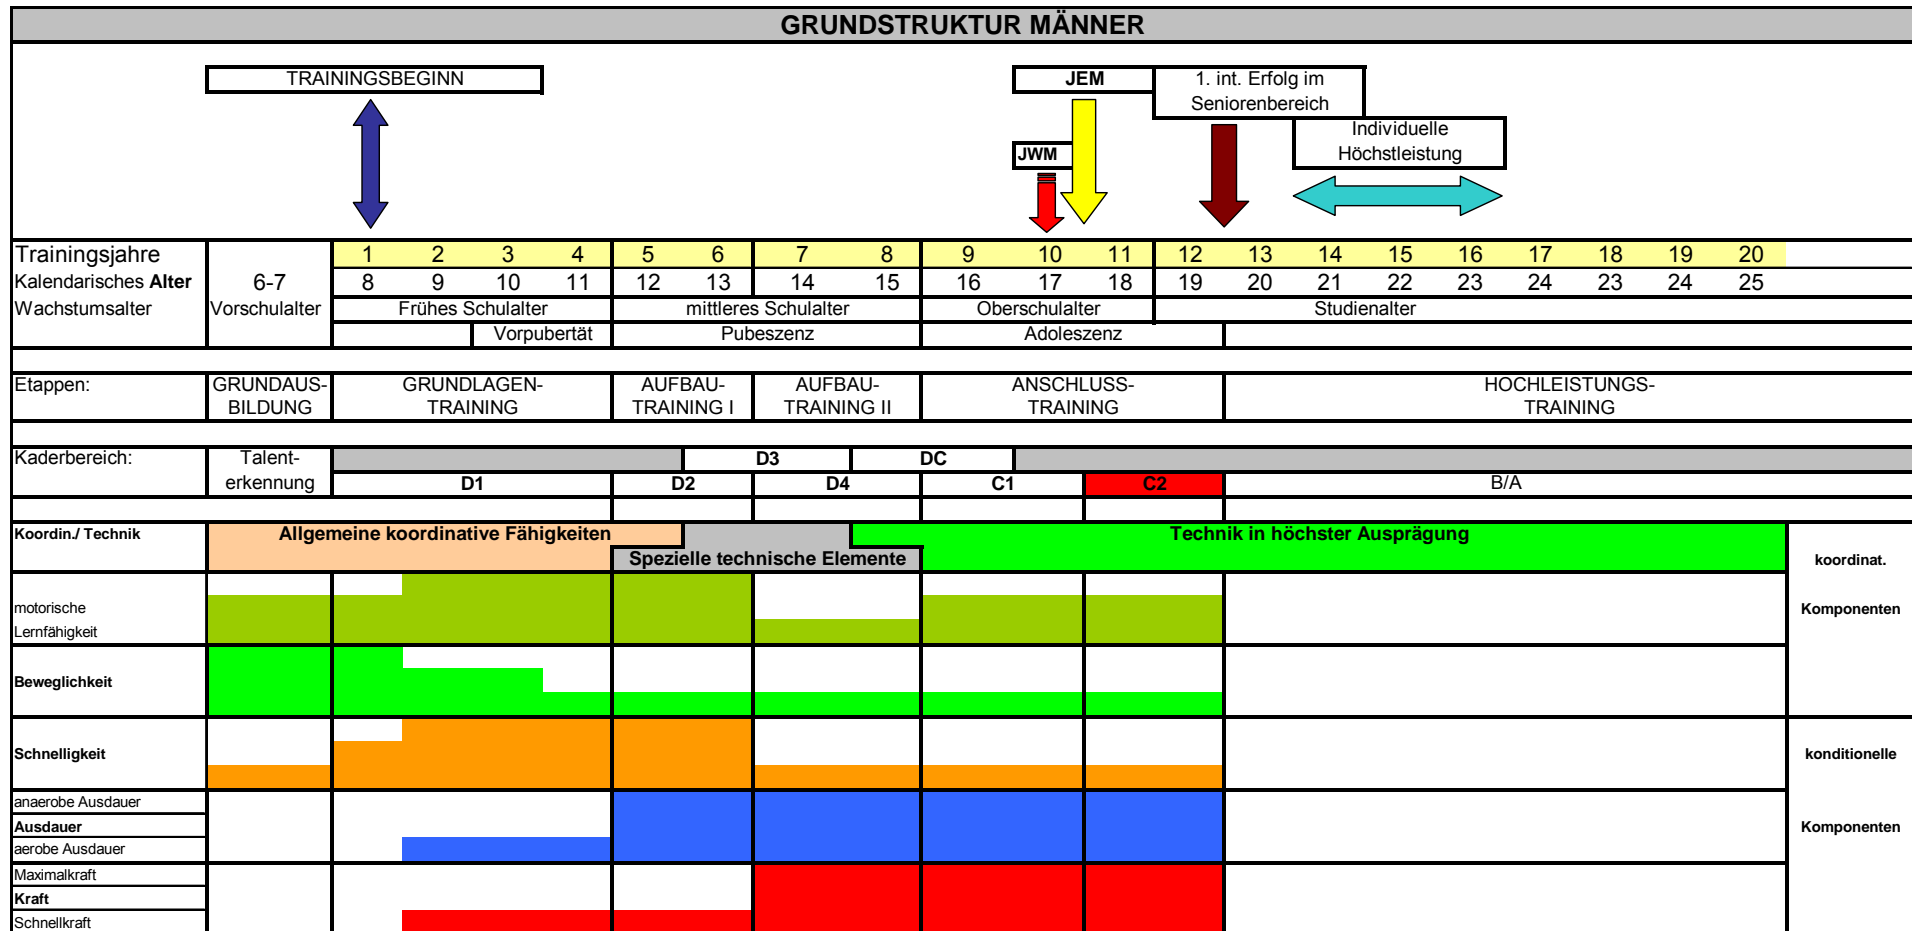 GRUNDSTRUKTUR MÄNNER
TRAININGSBEGINN
JEM
1. int. Erfolg im
Seniorenbereich
Individuelle
Höchstleistung
JWM
Trainingsjahre 1 2 3 4 5 6 7 8 9 10 11 12 13 14 15 16 17 18 19 20
Kalendarisches Alter 6-7 8 9 10 11 12 13 14 15 16 17 18 19 20 21 22 23 24 23 24 25
Wachstumsalter Vorschulalter Frühes Schulalter mittleres Schulalter Oberschulalter Studienalter
Vorpubertät Pubeszenz Adoleszenz
Etappen: GRUNDAUS- GRUNDLAGEN- AUFBAU- AUFBAU- ANSCHLUSS- HOCHLEISTUNGS-
BILDUNG TRAINING TRAINING I TRAINING II TRAINING TRAINING
Kaderbereich: Talent- D3 DC
erkennung D1 D2 D4 C1 C2 B/A
Koordin./ Technik Allgemeine koordinative Fähigkeiten Technik in höchster Ausprägung
Spezielle technische Elemente koordinat.
motorische Komponenten
Lernfähigkeit
Beweglichkeit
Schnelligkeit konditionelle
anaerobe Ausdauer
Ausdauer Komponenten
aerobe Ausdauer
Maximalkraft
Kraft
Schnellkraft